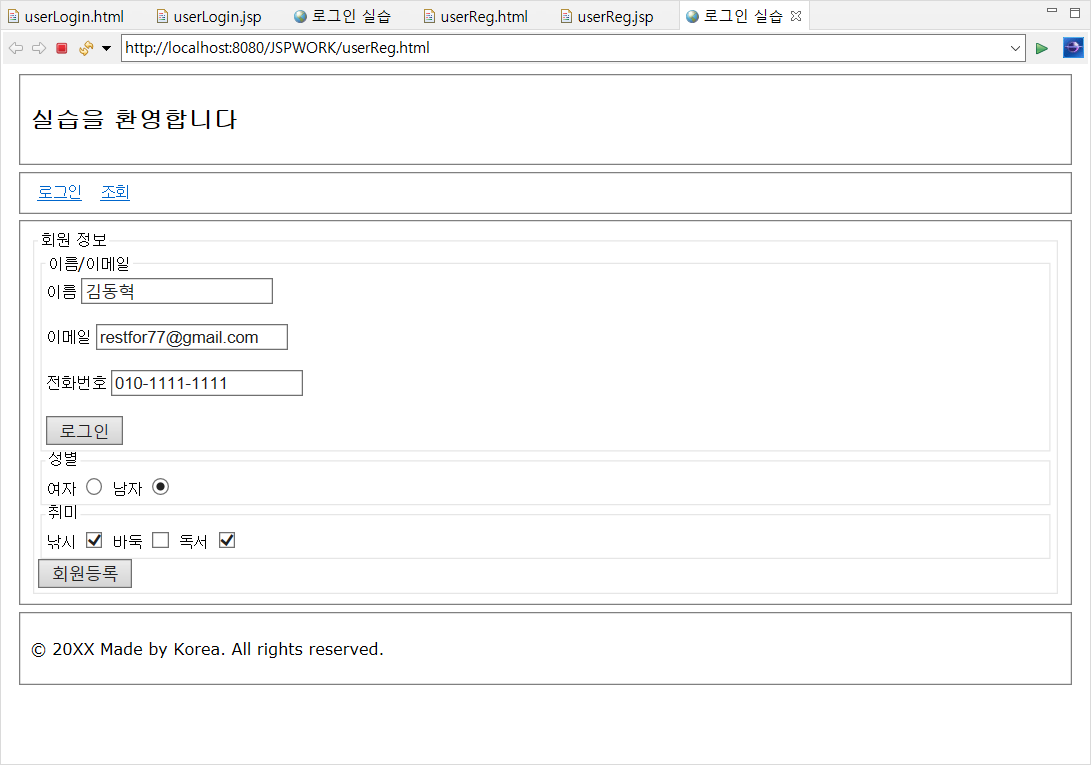 userLogin.html userLogin.jsp 로그인 실습 userReg.html userReg.jsp 로그인 실습
http://localhost:8080/JSPWORK/userReg.html
실습을 환영합니다
로그인 조회
회원 정보
이름/이메일
이름 김동혁
이메일 restfor77@gmail.com
전화번호 010-1111-1111
로그인
성별
여자 남자
취미
낚시 바둑 독서
회원등록
© 20XX Made by Korea. All rights reserved.